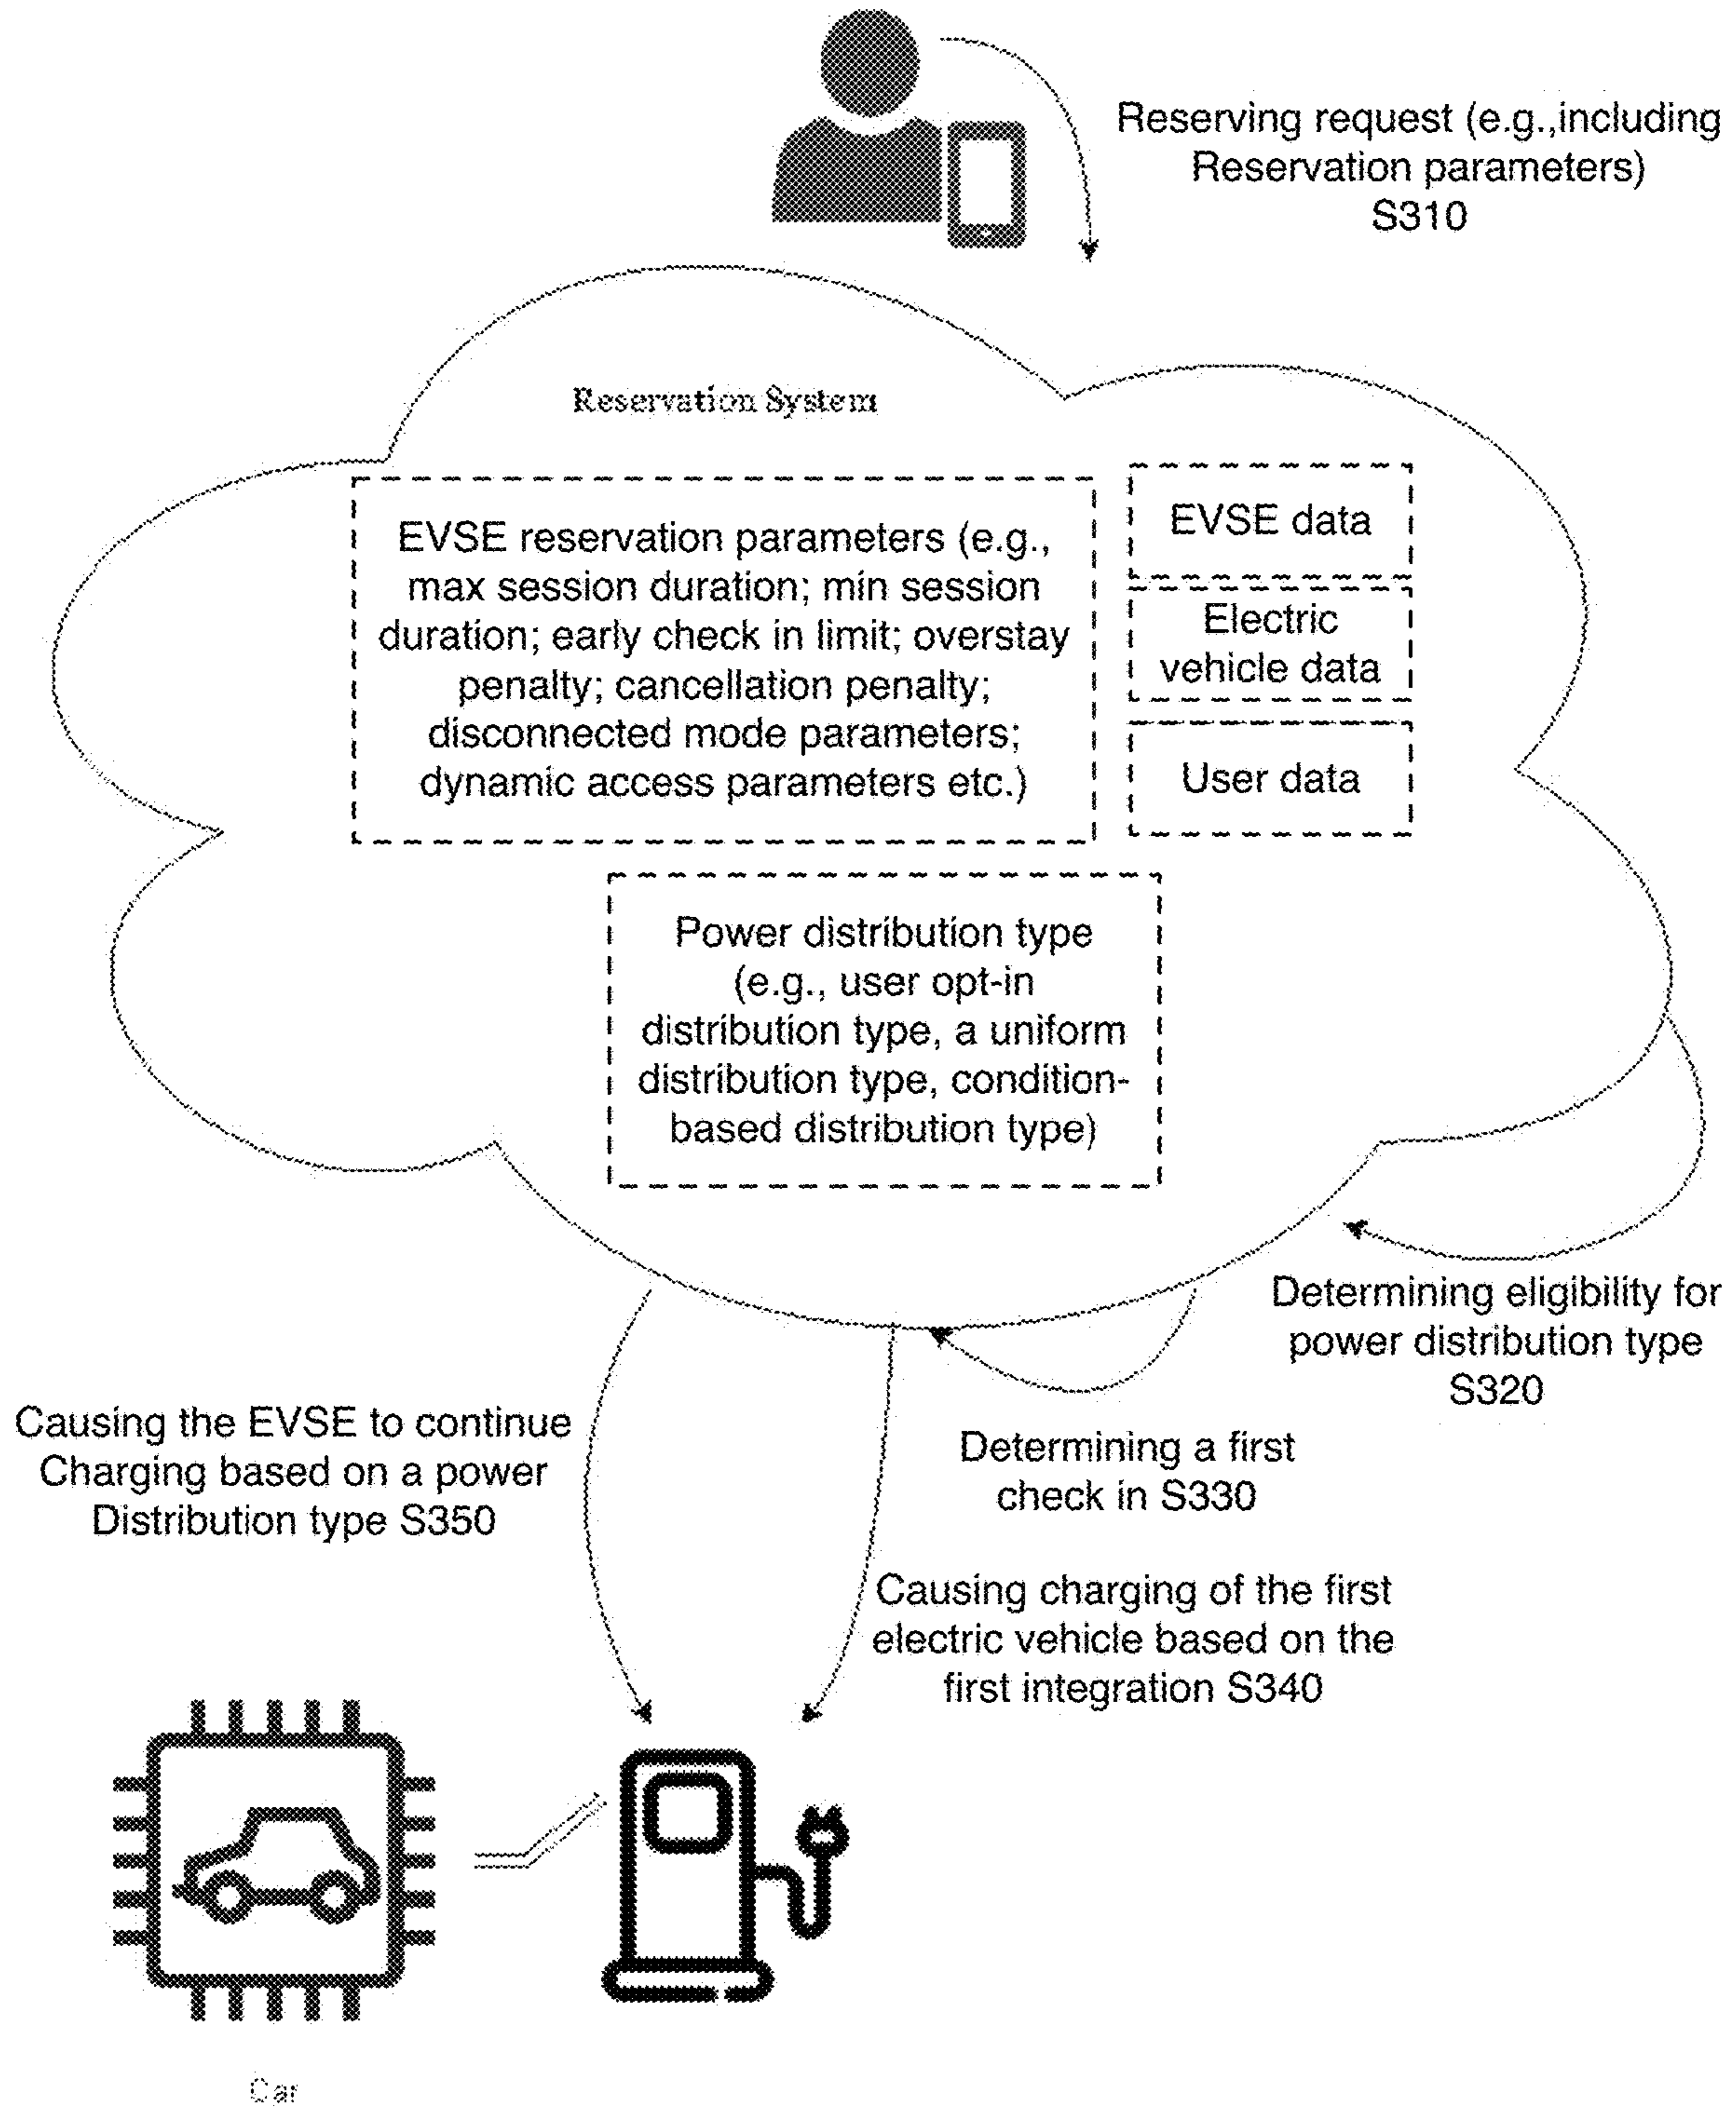 Reserving request (e.g.,including
Reservation parameters)
S310
Reservation System
EVSE reservation parameters (e.g.,
max session duration; min session
duration; early check in limit; overstay
penalty; cancellation penalty;
disconnected mode parameters;
dynamic access parameters etc.)
EVSE data
Electric
vehicle data
User data
Power distribution type
(e.g., user opt-in
distribution type, a uniform
distribution type, condition-
based distribution type)
Determining eligibility for
power distribution type
S320
Causing the EVSE to continue
Charging based on a power
Distribution type S350
Determining a first
check in S330
Causing charging of the first
electric vehicle based on the
first integration S340
Car